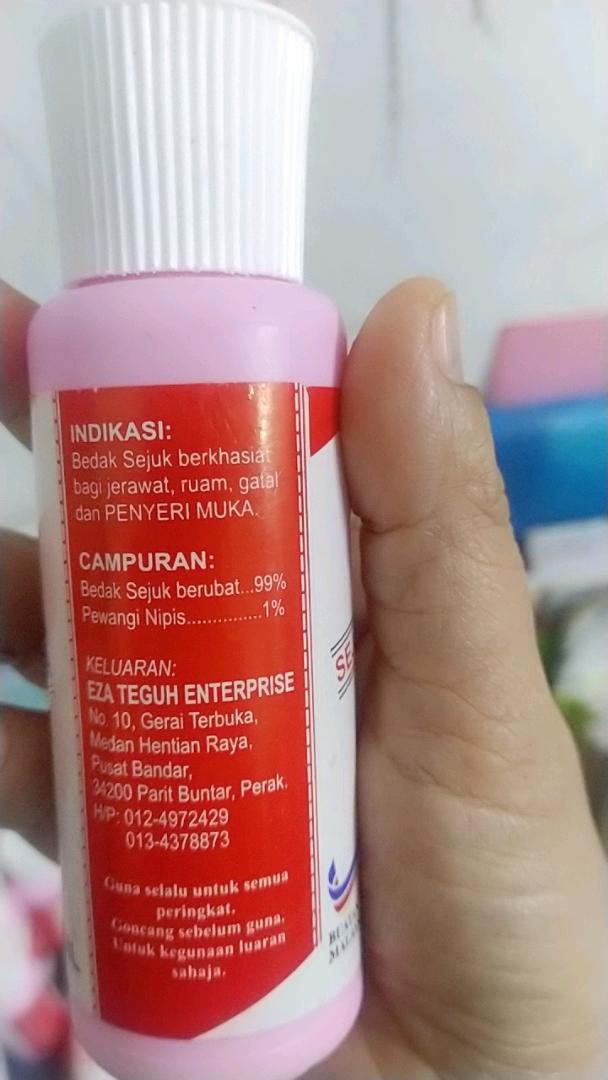 INDIKASI:
Bedak Sejuk berkhasiat
bagi jerawat, ruam, gatal
dan PENYERI MUKA.
CAMPURAN:
Bedak Sejuk berubat...99%
Pewangi Nipis...............1%
KELUARAN:
EZA TEGUH ENTERPRISE
No. 10, Gerai Terbuka,
Medan Hentian Raya,
Pusat Bandar,
34200 Parit Buntar, Perak.
H/P: 012-4972429
013-4378873
Guna selalu untuk semua
peringkat.
Goncang sebelum guna.
Untuk kegunaan luaran
sahaja.